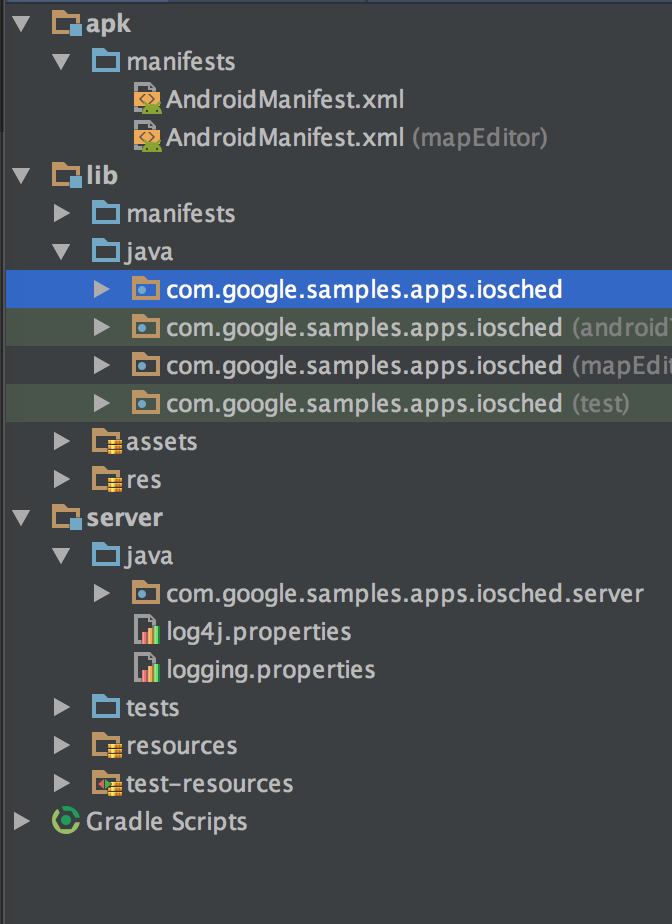 apk
manifests
AndroidManifest.xml
AndroidManifest.xml (mapEditor)
lib
manifests
java
com.google.samples.apps.iosched
com.google.samples.apps.iosched (android
com.google.samples.apps.iosched (mapEdit
com.google.samples.apps.iosched (test)
assets
res
server
java
com.google.samples.apps.iosched.server
log4j.properties
logging.properties
tests
resources
test-resources
Gradle Scripts